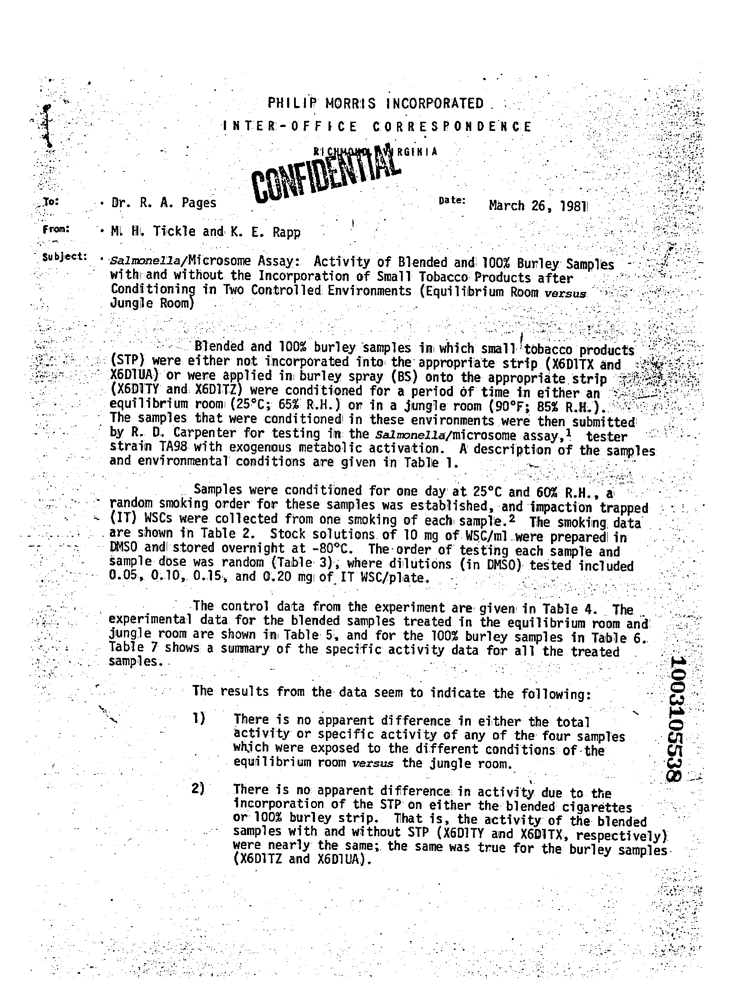 PHILIP MORRIS INCORPORATED
INTER-OFFICE CORRESPONDENCE
RICHMOND, VIRGINIA
CONFIDENTIAL
To: Dr. R. A. Pages Date: March 26, 1981
From: M. H. Tickle and K. E. Rapp
Subject: Salmonella/Microsome Assay: Activity of Blended and 100% Burley Samples
with and without the Incorporation of Small Tobacco Products after
Conditioning in Two Controlled Environments (Equilibrium Room versus
Jungle Room)
Blended and 100% burley samples in which small tobacco products
(STP) were either not incorporated into the appropriate strip (X6D1TX and
X6D1UA) or were applied in burley spray (BS) onto the appropriate strip
(X6D1TY and X6D1TZ) were conditioned for a period of time in either an
equilibrium room (25°C; 65% R.H.) or in a jungle room (90°F; 85% R.H.).
The samples that were conditioned in these environments were then submitted
by R. D. Carpenter for testing in the Salmonella/microsome assay,1 tester
strain TA98 with exogenous metabolic activation. A description of the samples
and environmental conditions are given in Table 1.
Samples were conditioned for one day at 25°C and 60% R.H., a
random smoking order for these samples was established, and impaction trapped
(IT) WSCs were collected from one smoking of each sample.2 The smoking data
are shown in Table 2. Stock solutions of 10 mg of WSC/ml were prepared in
DMSO and stored overnight at -80°C. The order of testing each sample and
sample dose was random (Table 3), where dilutions (in DMSO) tested included
0.05, 0.10, 0.15, and 0.20 mg of IT WSC/plate.
The control data from the experiment are given in Table 4. The
experimental data for the blended samples treated in the equilibrium room and
jungle room are shown in Table 5, and for the 100% burley samples in Table 6.
Table 7 shows a summary of the specific activity data for all the treated
samples.
The results from the data seem to indicate the following:
1) There is no apparent difference in either the total
activity or specific activity of any of the four samples
which were exposed to the different conditions of the
equilibrium room versus the jungle room.
2) There is no apparent difference in activity due to the
incorporation of the STP on either the blended cigarettes
or 100% burley strip. That is, the activity of the blended
samples with and without STP (X6D1TY and X6D1TX, respectively)
were nearly the same; the same was true for the burley samples
(X6D1TZ and X6D1UA).
1003105538